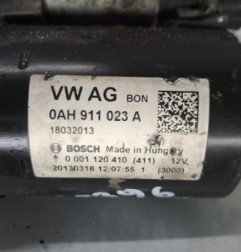 VW AG BON
0AH 911 023 A
18032013
BOSCH Made in Hungary
0 001 120 410 (411) 12V
20130318 12:07:55 1 (3000)
296